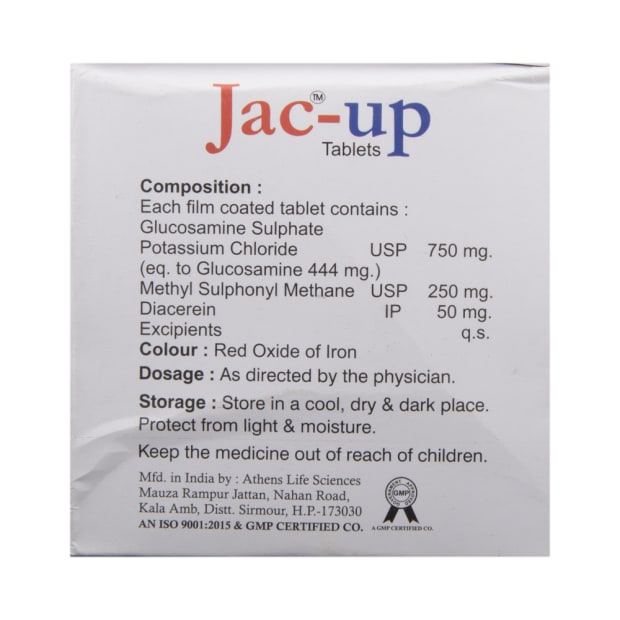 Jac-up
TM
Tablets
Composition :
Each film coated tablet contains :
Glucosamine Sulphate
Potassium Chloride USP 750 mg.
(eq. to Glucosamine 444 mg.)
Methyl Sulphonyl Methane USP 250 mg.
Diacerein IP 50 mg.
Excipients q.s.
Colour : Red Oxide of Iron
Dosage : As directed by the physician.
Storage : Store in a cool, dry & dark place.
Protect from light & moisture.
Keep the medicine out of reach of children.
Mfd. in India by : Athens Life Sciences
Mauza Rampur Jattan, Nahan Road,
Kala Amb, Distt. Sirmour, H.P.-173030
AN ISO 9001:2015 & GMP CERTIFIED CO.
GMP
A GMP CERTIFIED CO.